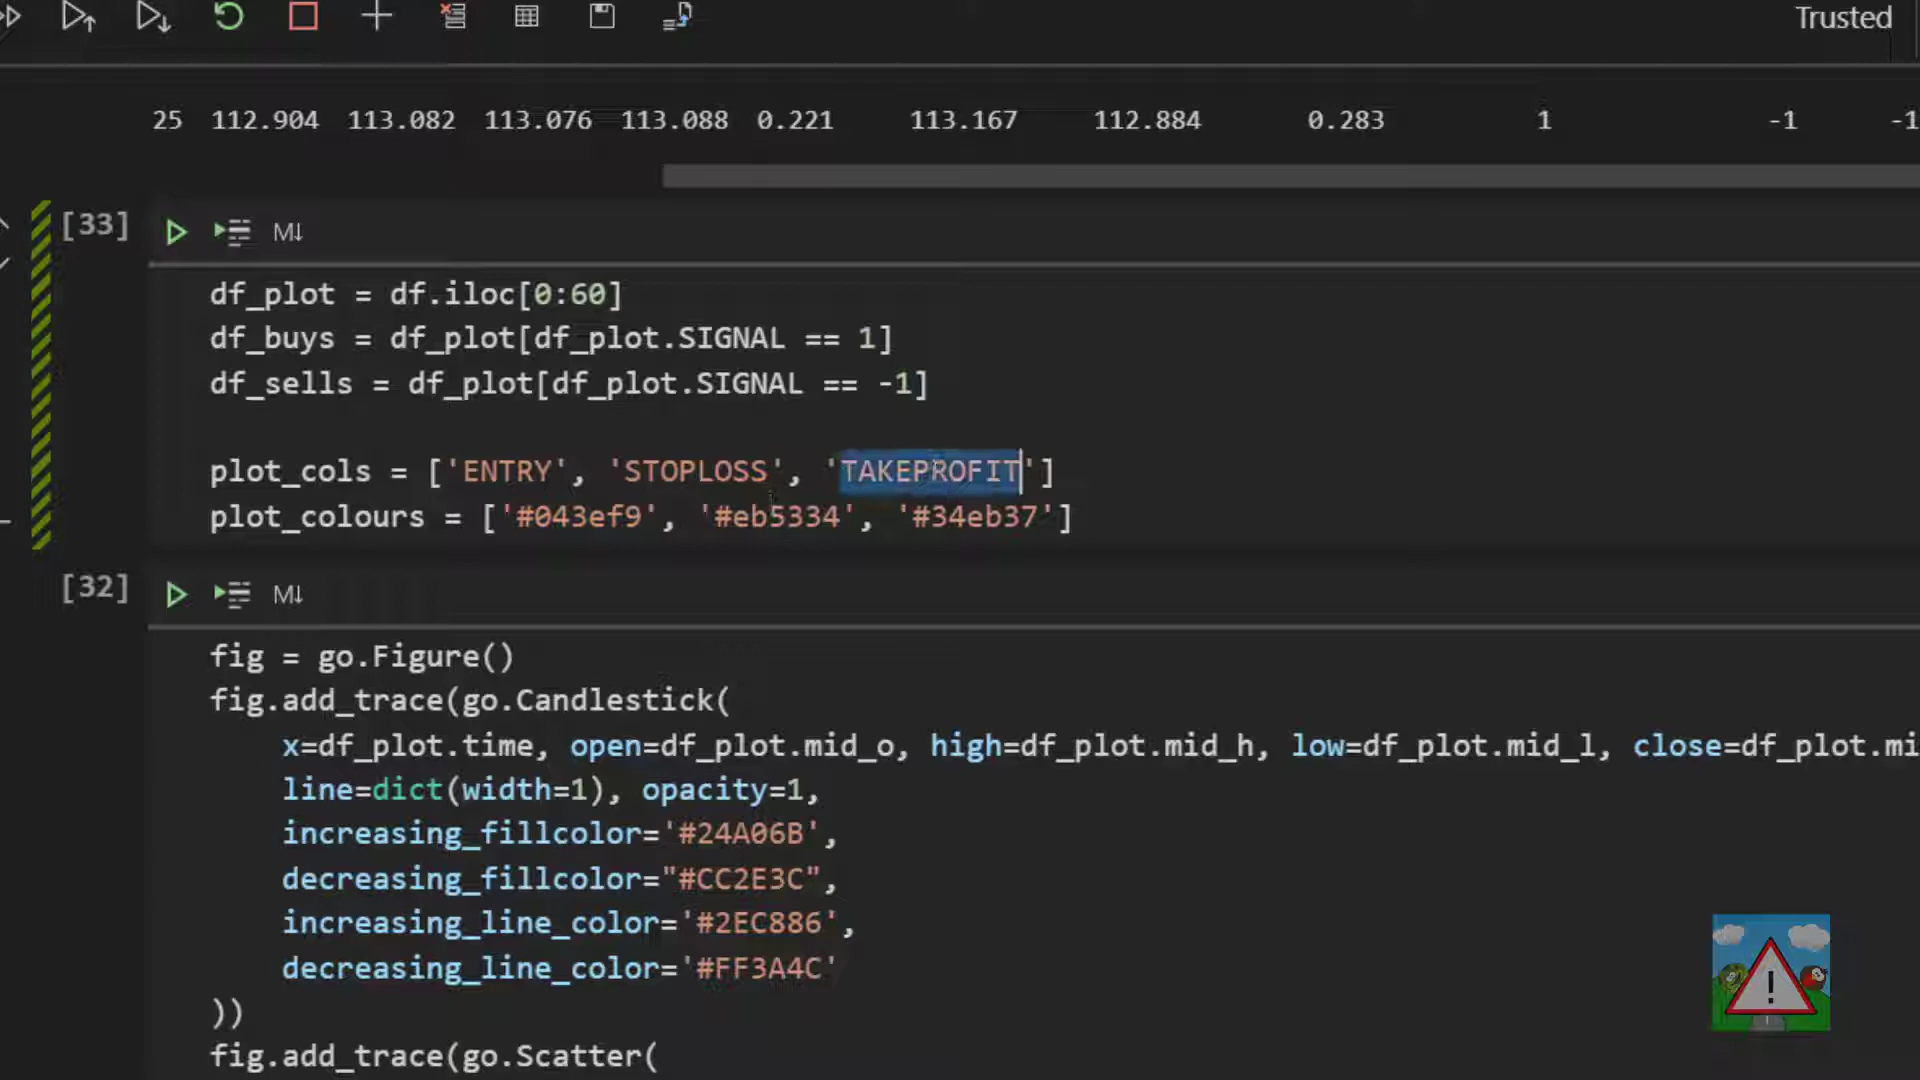 Trusted
25 112.904 113.082 113.076 113.088 0.221 113.167 112.884 0.283 1 -1 -1
[33] M↓
df_plot = df.iloc[0:60]
df_buys = df_plot[df_plot.SIGNAL == 1]
df_sells = df_plot[df_plot.SIGNAL == -1]
plot_cols = ['ENTRY', 'STOPLOSS', 'TAKEPROFIT']
plot_colours = ['#043ef9', '#eb5334', '#34eb37']
[32] M↓
fig = go.Figure()
fig.add_trace(go.Candlestick(
x=df_plot.time, open=df_plot.mid_o, high=df_plot.mid_h, low=df_plot.mid_l, close=df_plot.mi
line=dict(width=1), opacity=1,
increasing_fillcolor='#24A06B',
decreasing_fillcolor="#CC2E3C",
increasing_line_color='#2EC886',
decreasing_line_color='#FF3A4C'
))
fig.add_trace(go.Scatter(